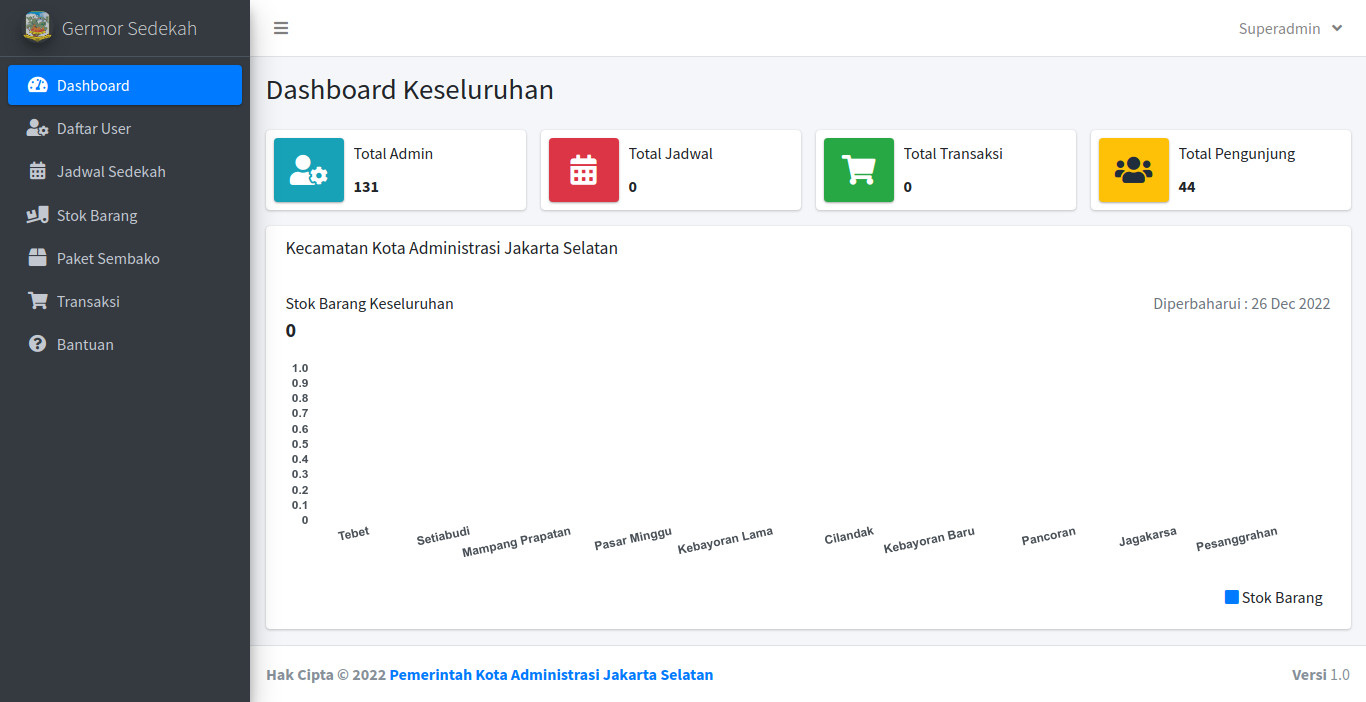 Germor Sedekah
Superadmin
Dashboard
Daftar User
Jadwal Sedekah
Stok Barang
Paket Sembako
Transaksi
Bantuan
Dashboard Keseluruhan
Total Admin
131
Total Jadwal
0
Total Transaksi
0
Total Pengunjung
44
Kecamatan Kota Administrasi Jakarta Selatan
Stok Barang Keseluruhan
Diperbaharui : 26 Dec 2022
0
1.0
0.9
0.8
0.7
0.6
0.5
0.4
0.3
0.2
0.1
0
Tebet
Setiabudi
Mampang Prapatan
Pasar Minggu
Kebayoran Lama
Cilandak
Kebayoran Baru
Pancoran
Jagakarsa
Pesanggrahan
Stok Barang
Hak Cipta © 2022 Pemerintah Kota Administrasi Jakarta Selatan
Versi 1.0